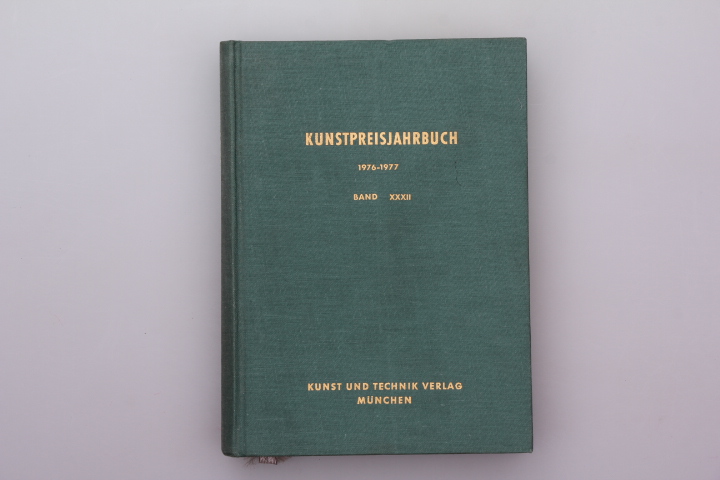 KUNSTPREISJAHRBUCH
1976-1977
BAND XXXII
KUNST UND TECHNIK VERLAG
MÜNCHEN